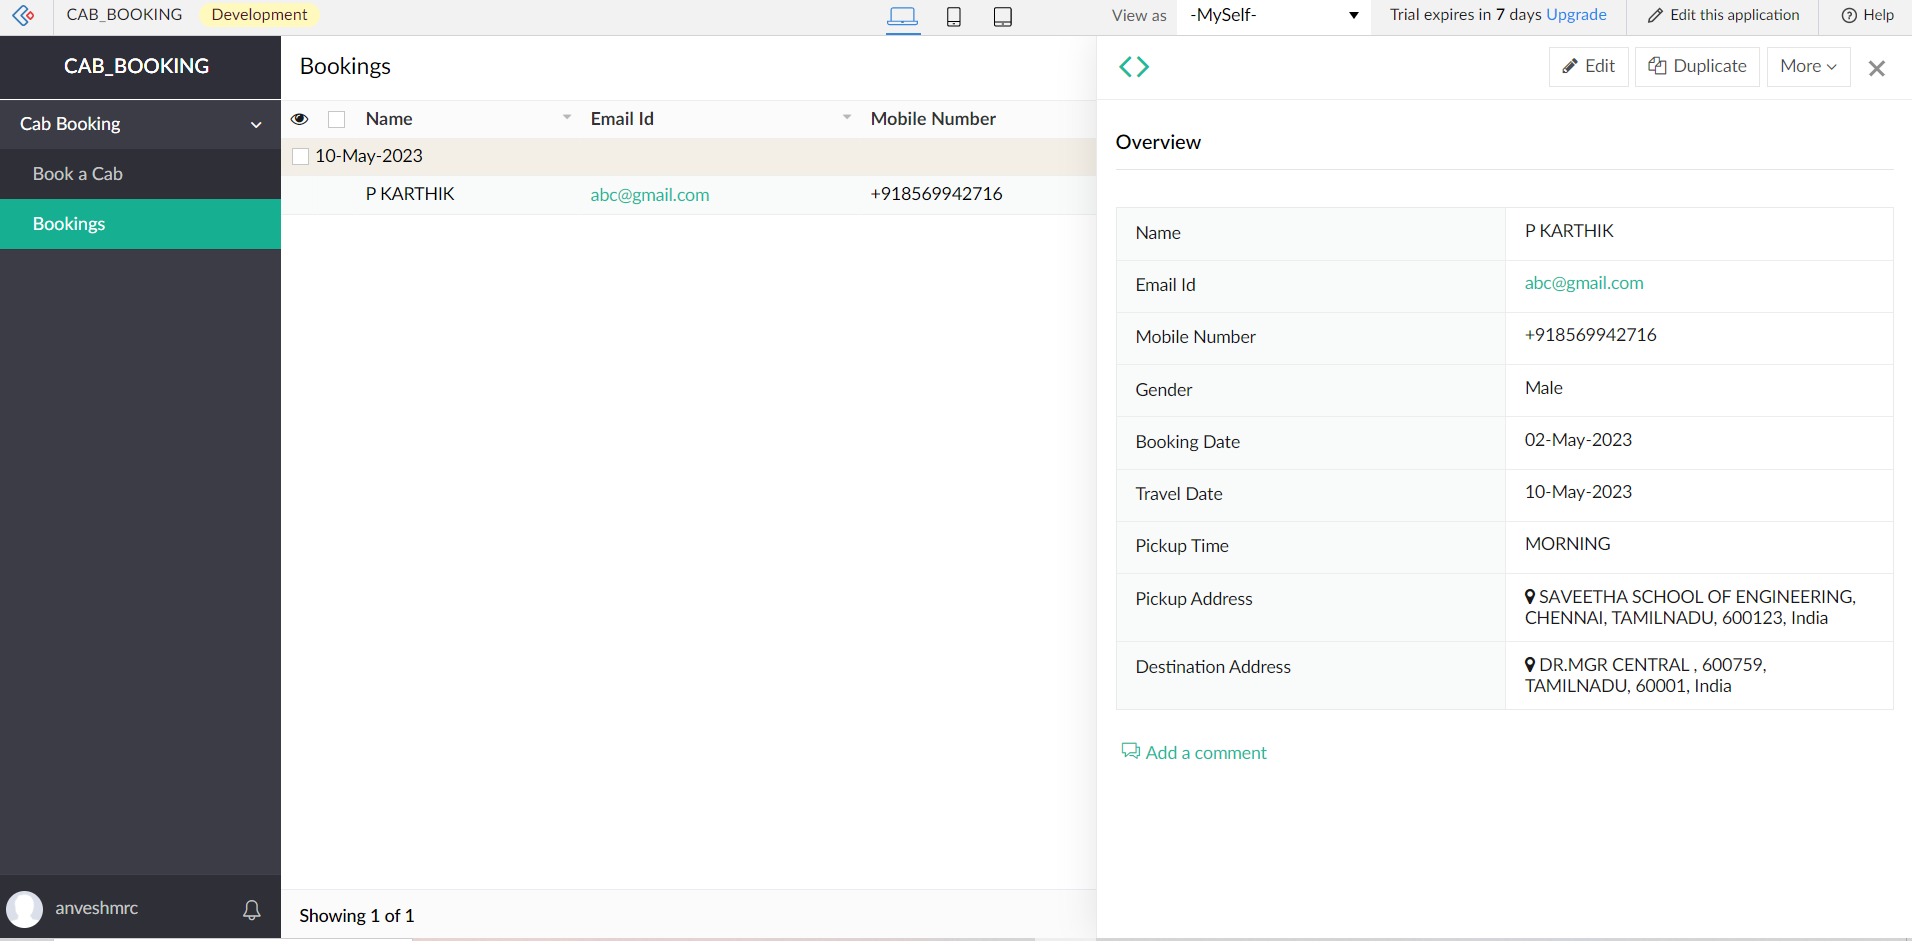 CAB_BOOKING Development View as -MySelf- Trial expires in 7 days Upgrade Edit this application Help
CAB_BOOKING
Cab Booking
Book a Cab
Bookings
anveshmrc
Bookings
Name Email Id Mobile Number
10-May-2023
P KARTHIK abc@gmail.com +918569942716
Showing 1 of 1
Edit Duplicate More
Overview
Name P KARTHIK
Email Id abc@gmail.com
Mobile Number +918569942716
Gender Male
Booking Date 02-May-2023
Travel Date 10-May-2023
Pickup Time MORNING
Pickup Address SAVEETHA SCHOOL OF ENGINEERING,
CHENNAI, TAMILNADU, 600123, India
Destination Address DR.MGR CENTRAL , 600759,
TAMILNADU, 60001, India
Add a comment